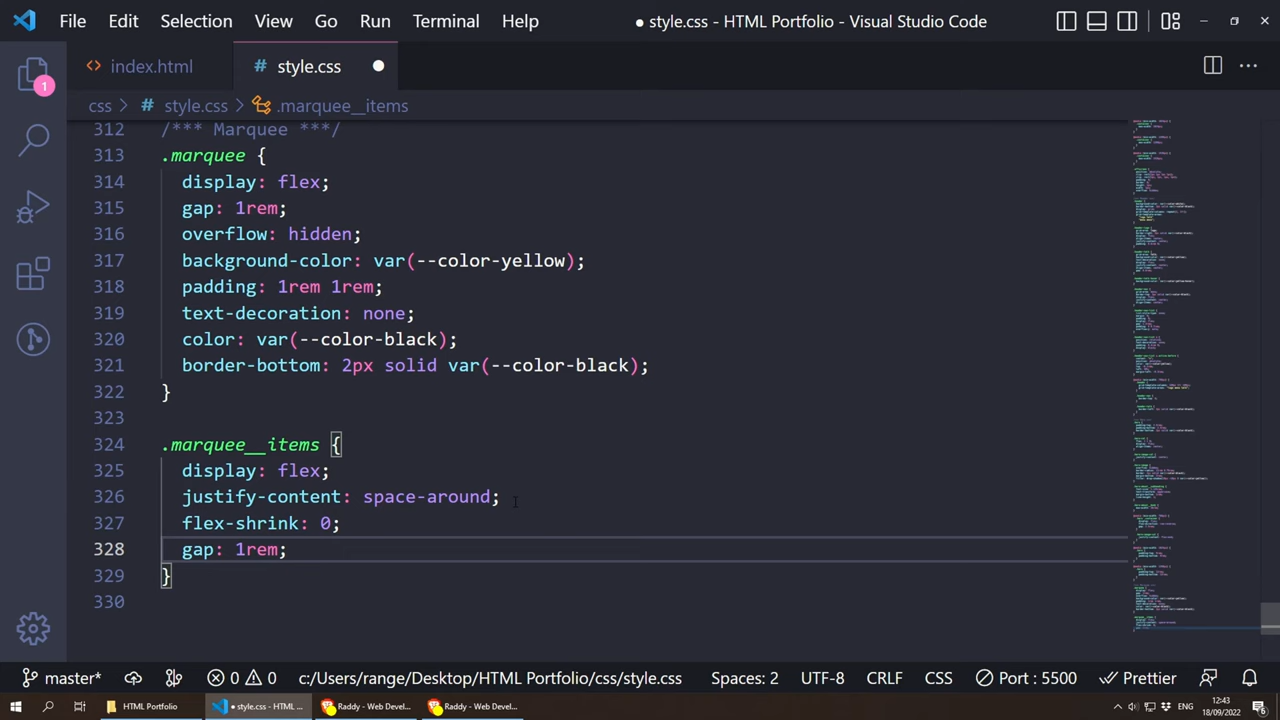 File Edit Selection View Go Run Terminal Help ● style.css - HTML Portfolio - Visual Studio Code
index.html # style.css
css > # style.css > .marquee__items
312 /*** Marquee ***/
313 .marquee {
314 display: flex;
315 gap: 1rem;
316 overflow: hidden;
317 background-color: var(--color-yellow);
318 padding: 1rem 1rem;
319 text-decoration: none;
320 color: var(--color-black);
321 border-bottom: 2px solid var(--color-black);
322 }
323
324 .marquee__items {
325 display: flex;
326 justify-content: space-around;
327 flex-shrink: 0;
328 gap: 1rem;
329 }
330
1
master* 0 0 c:/Users/range/Desktop/HTML Portfolio/css/style.css Spaces: 2 UTF-8 CRLF CSS Port : 5500 Prettier
HTML Portfolio ● style.css - HTML ... Raddy - Web Devel... Raddy - Web Devel... 12:43
18/09/2022